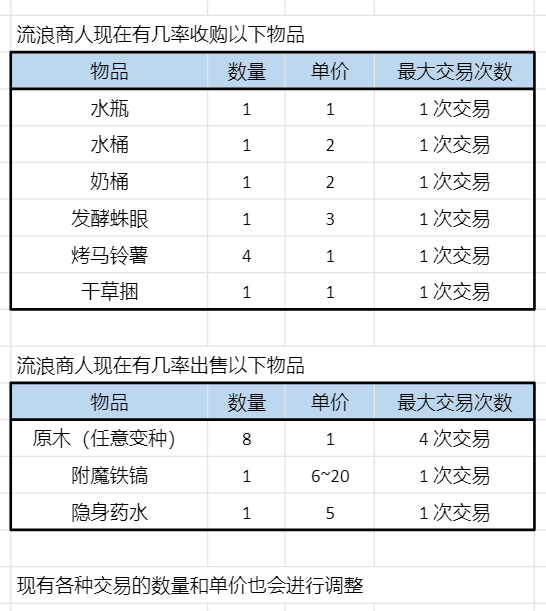 流浪商人现在有几率收购以下物品
物品 数量 单价 最大交易次数
水瓶 1 1 1 次交易
水桶 1 2 1 次交易
奶桶 1 2 1 次交易
发酵蛛眼 1 3 1 次交易
烤马铃薯 4 1 1 次交易
干草捆 1 1 1 次交易
流浪商人现在有几率出售以下物品
物品 数量 单价 最大交易次数
原木（任意变种） 8 1 4 次交易
附魔铁镐 1 6~20 1 次交易
隐身药水 1 5 1 次交易
现有各种交易的数量和单价也会进行调整